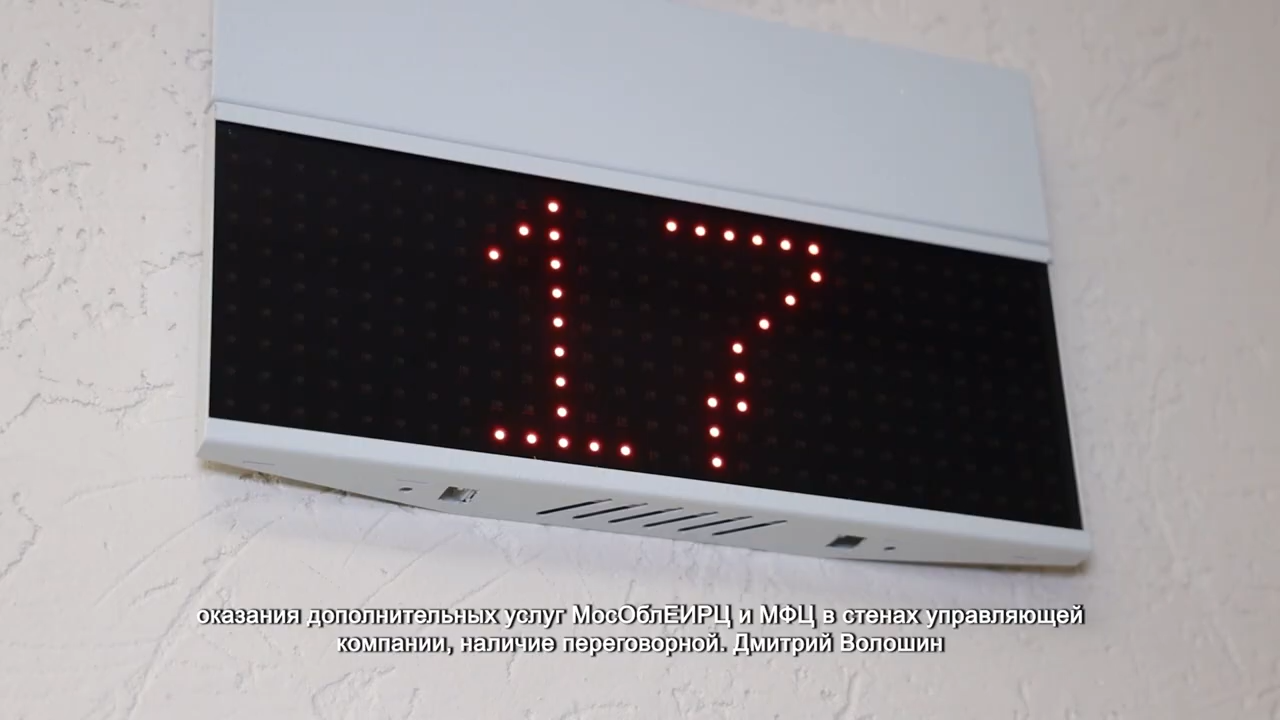 17
оказания дополнительных услуг МосОблЕИРЦ и МФЦ в стенах управляющей
компании, наличие переговорной. Дмитрий Волошин